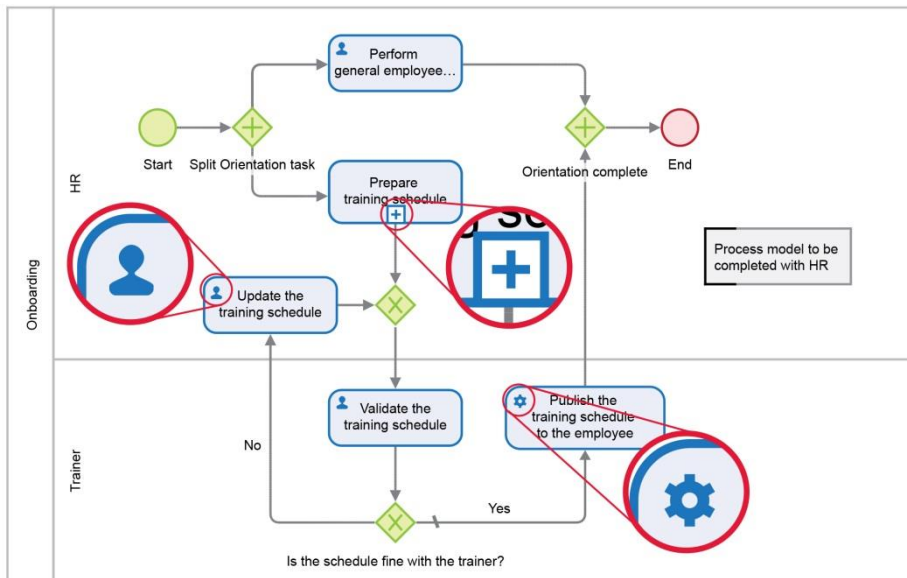 Onboarding
HR
Trainer
Perform
general employee…
Start
Split Orientation task
Orientation complete
End
Prepare
training schedule
g sc
Process model to be
completed with HR
Update the
training schedule
Validate the
training schedule
Publish the
training schedule
to the employee
No
Yes
Is the schedule fine with the trainer?